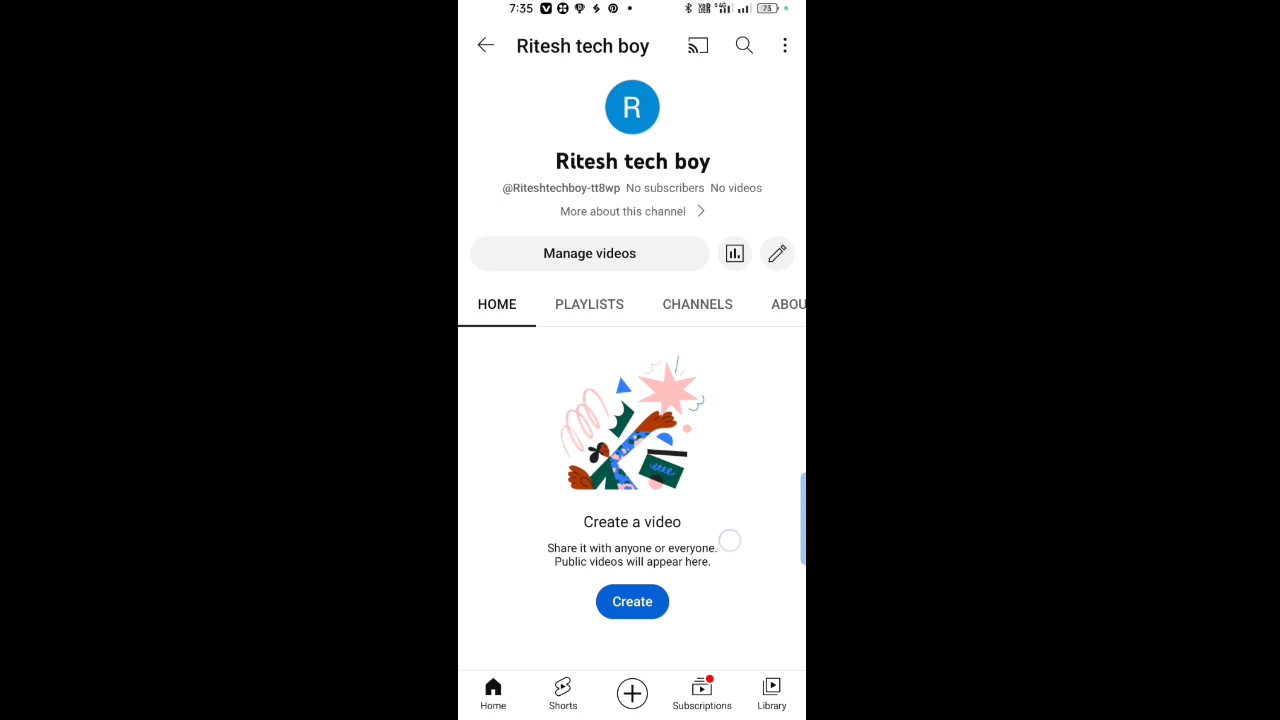 7:35
73
Ritesh tech boy
R
Ritesh tech boy
@Riteshtechboy-tt8wp No subscribers No videos
More about this channel
Manage videos
HOME PLAYLISTS CHANNELS ABOU
Create a video
Share it with anyone or everyone.
Public videos will appear here.
Create
Home Shorts Subscriptions Library